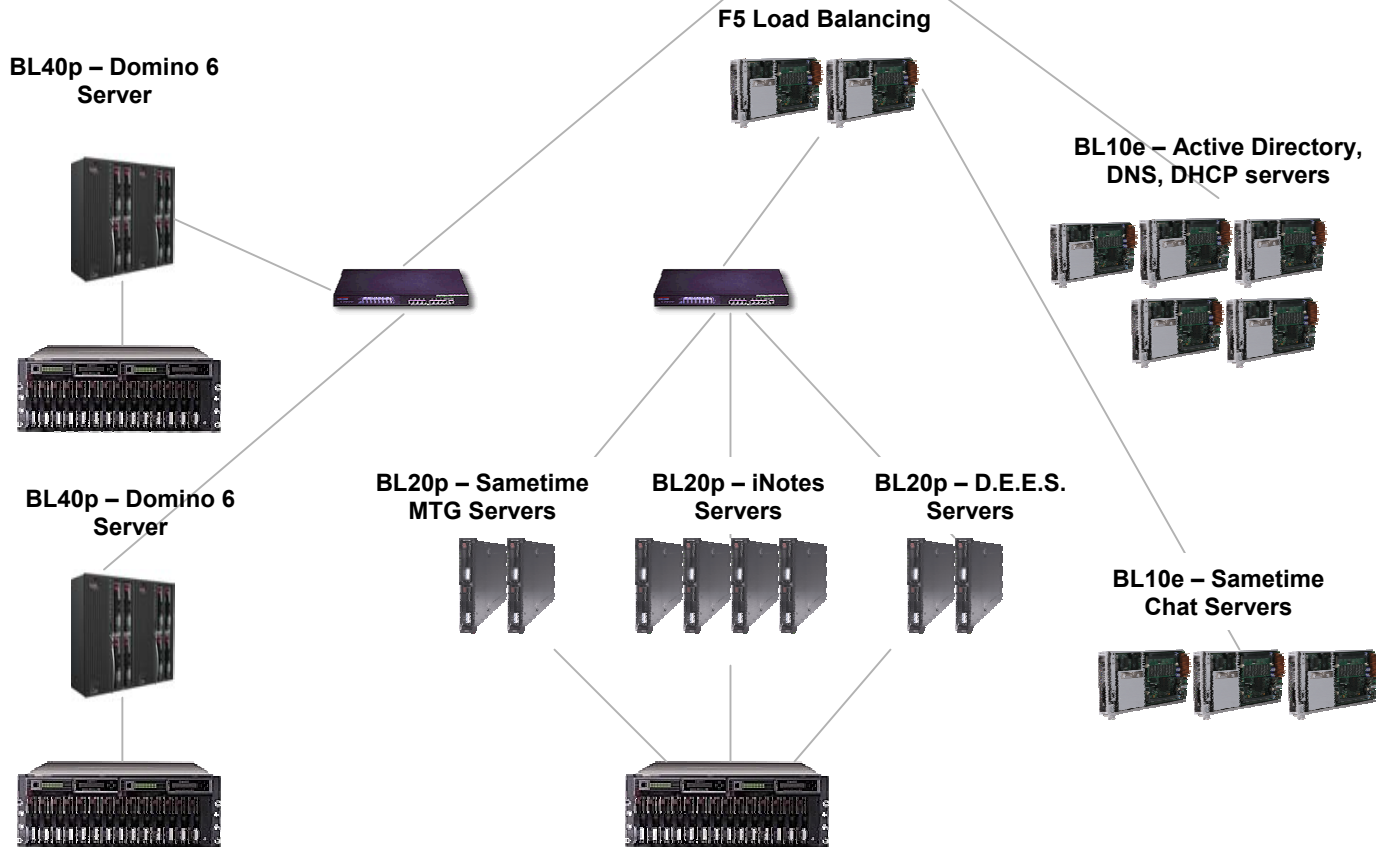 F5 Load Balancing
BL40p – Domino 6
Server
BL10e – Active Directory,
DNS, DHCP servers
BL20p – Sametime
MTG Servers
BL20p – iNotes
Servers
BL20p – D.E.E.S.
Servers
BL40p – Domino 6
Server
BL10e – Sametime
Chat Servers